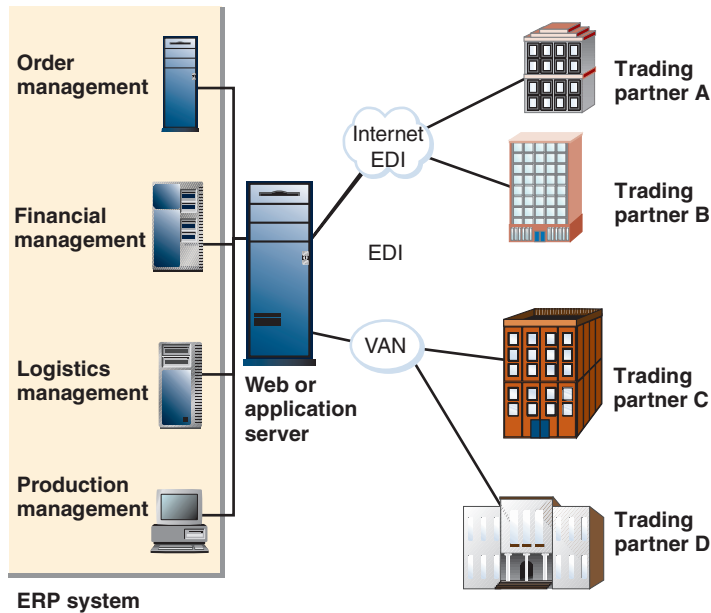 Order
management
Financial
management
Logistics
management
Production
management
ERP system
Web or
application
server
Internet
EDI
EDI
VAN
Trading
partner A
Trading
partner B
Trading
partner C
Trading
partner D